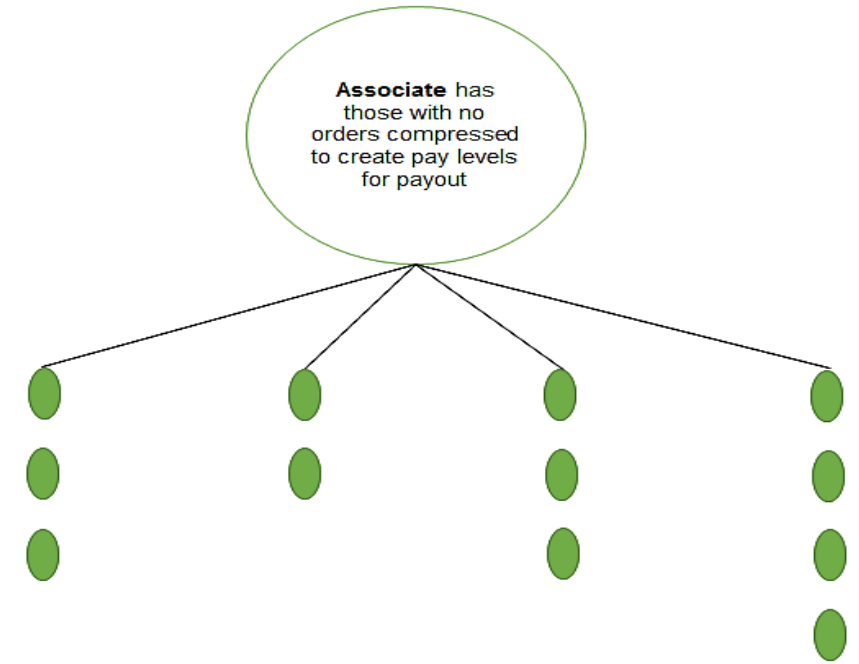 Associate has
those with no
orders compressed
to create pay levels
for payout